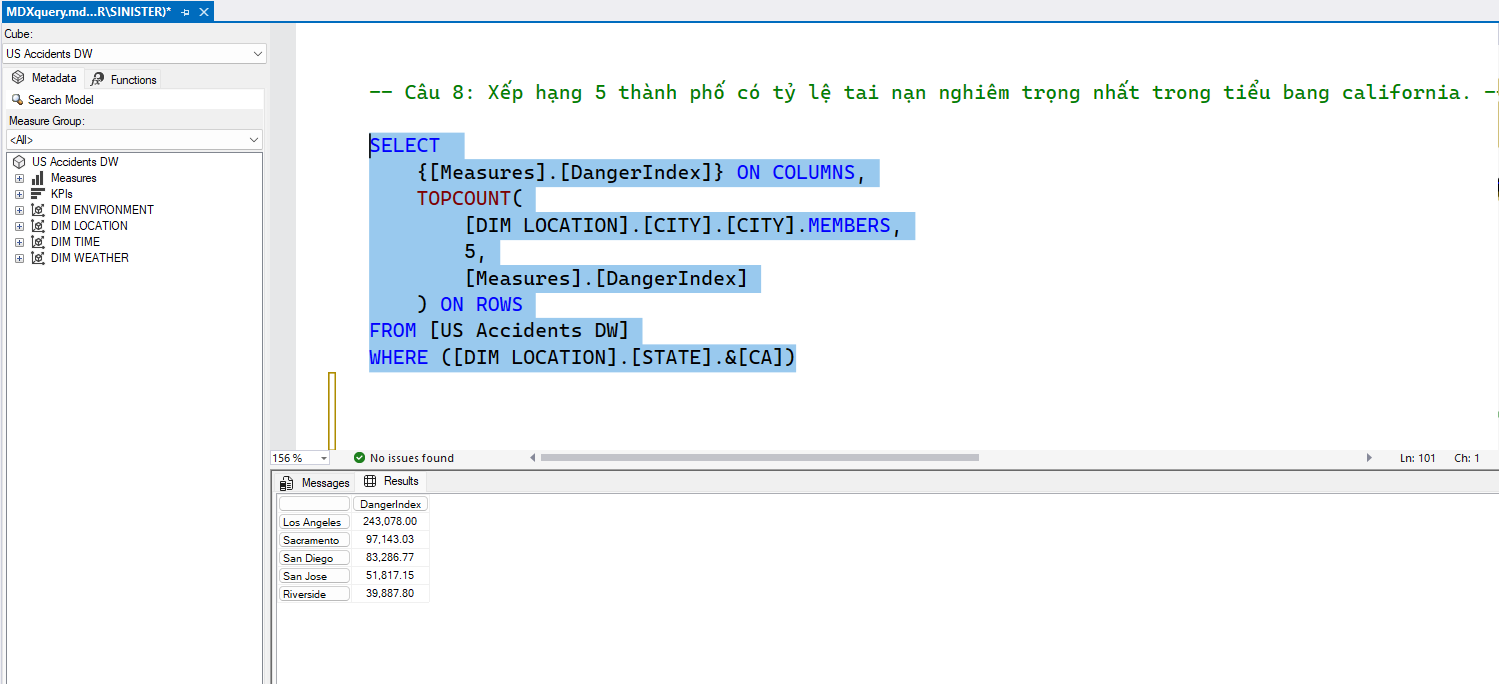 MDXquery.md...R\SINISTER)*
Cube:
US Accidents DW
Metadata
Functions
Search Model
Measure Group:
<All>
US Accidents DW
Measures
KPIs
DIM ENVIRONMENT
DIM LOCATION
DIM TIME
DIM WEATHER
-- Câu 8: Xếp hạng 5 thành phố có tỷ lệ tai nạn nghiêm trọng nhất trong tiểu bang california. --
SELECT
{[Measures].[DangerIndex]} ON COLUMNS,
TOPCOUNT(
[DIM LOCATION].[CITY].[CITY].MEMBERS,
5,
[Measures].[DangerIndex]
) ON ROWS
FROM [US Accidents DW]
WHERE ([DIM LOCATION].[STATE].&[CA])
156 %
No issues found
Ln: 101
Ch: 1
Messages
Results
DangerIndex
Los Angeles 243,078.00
Sacramento 97,143.03
San Diego 83,286.77
San Jose 51,817.15
Riverside 39,887.80